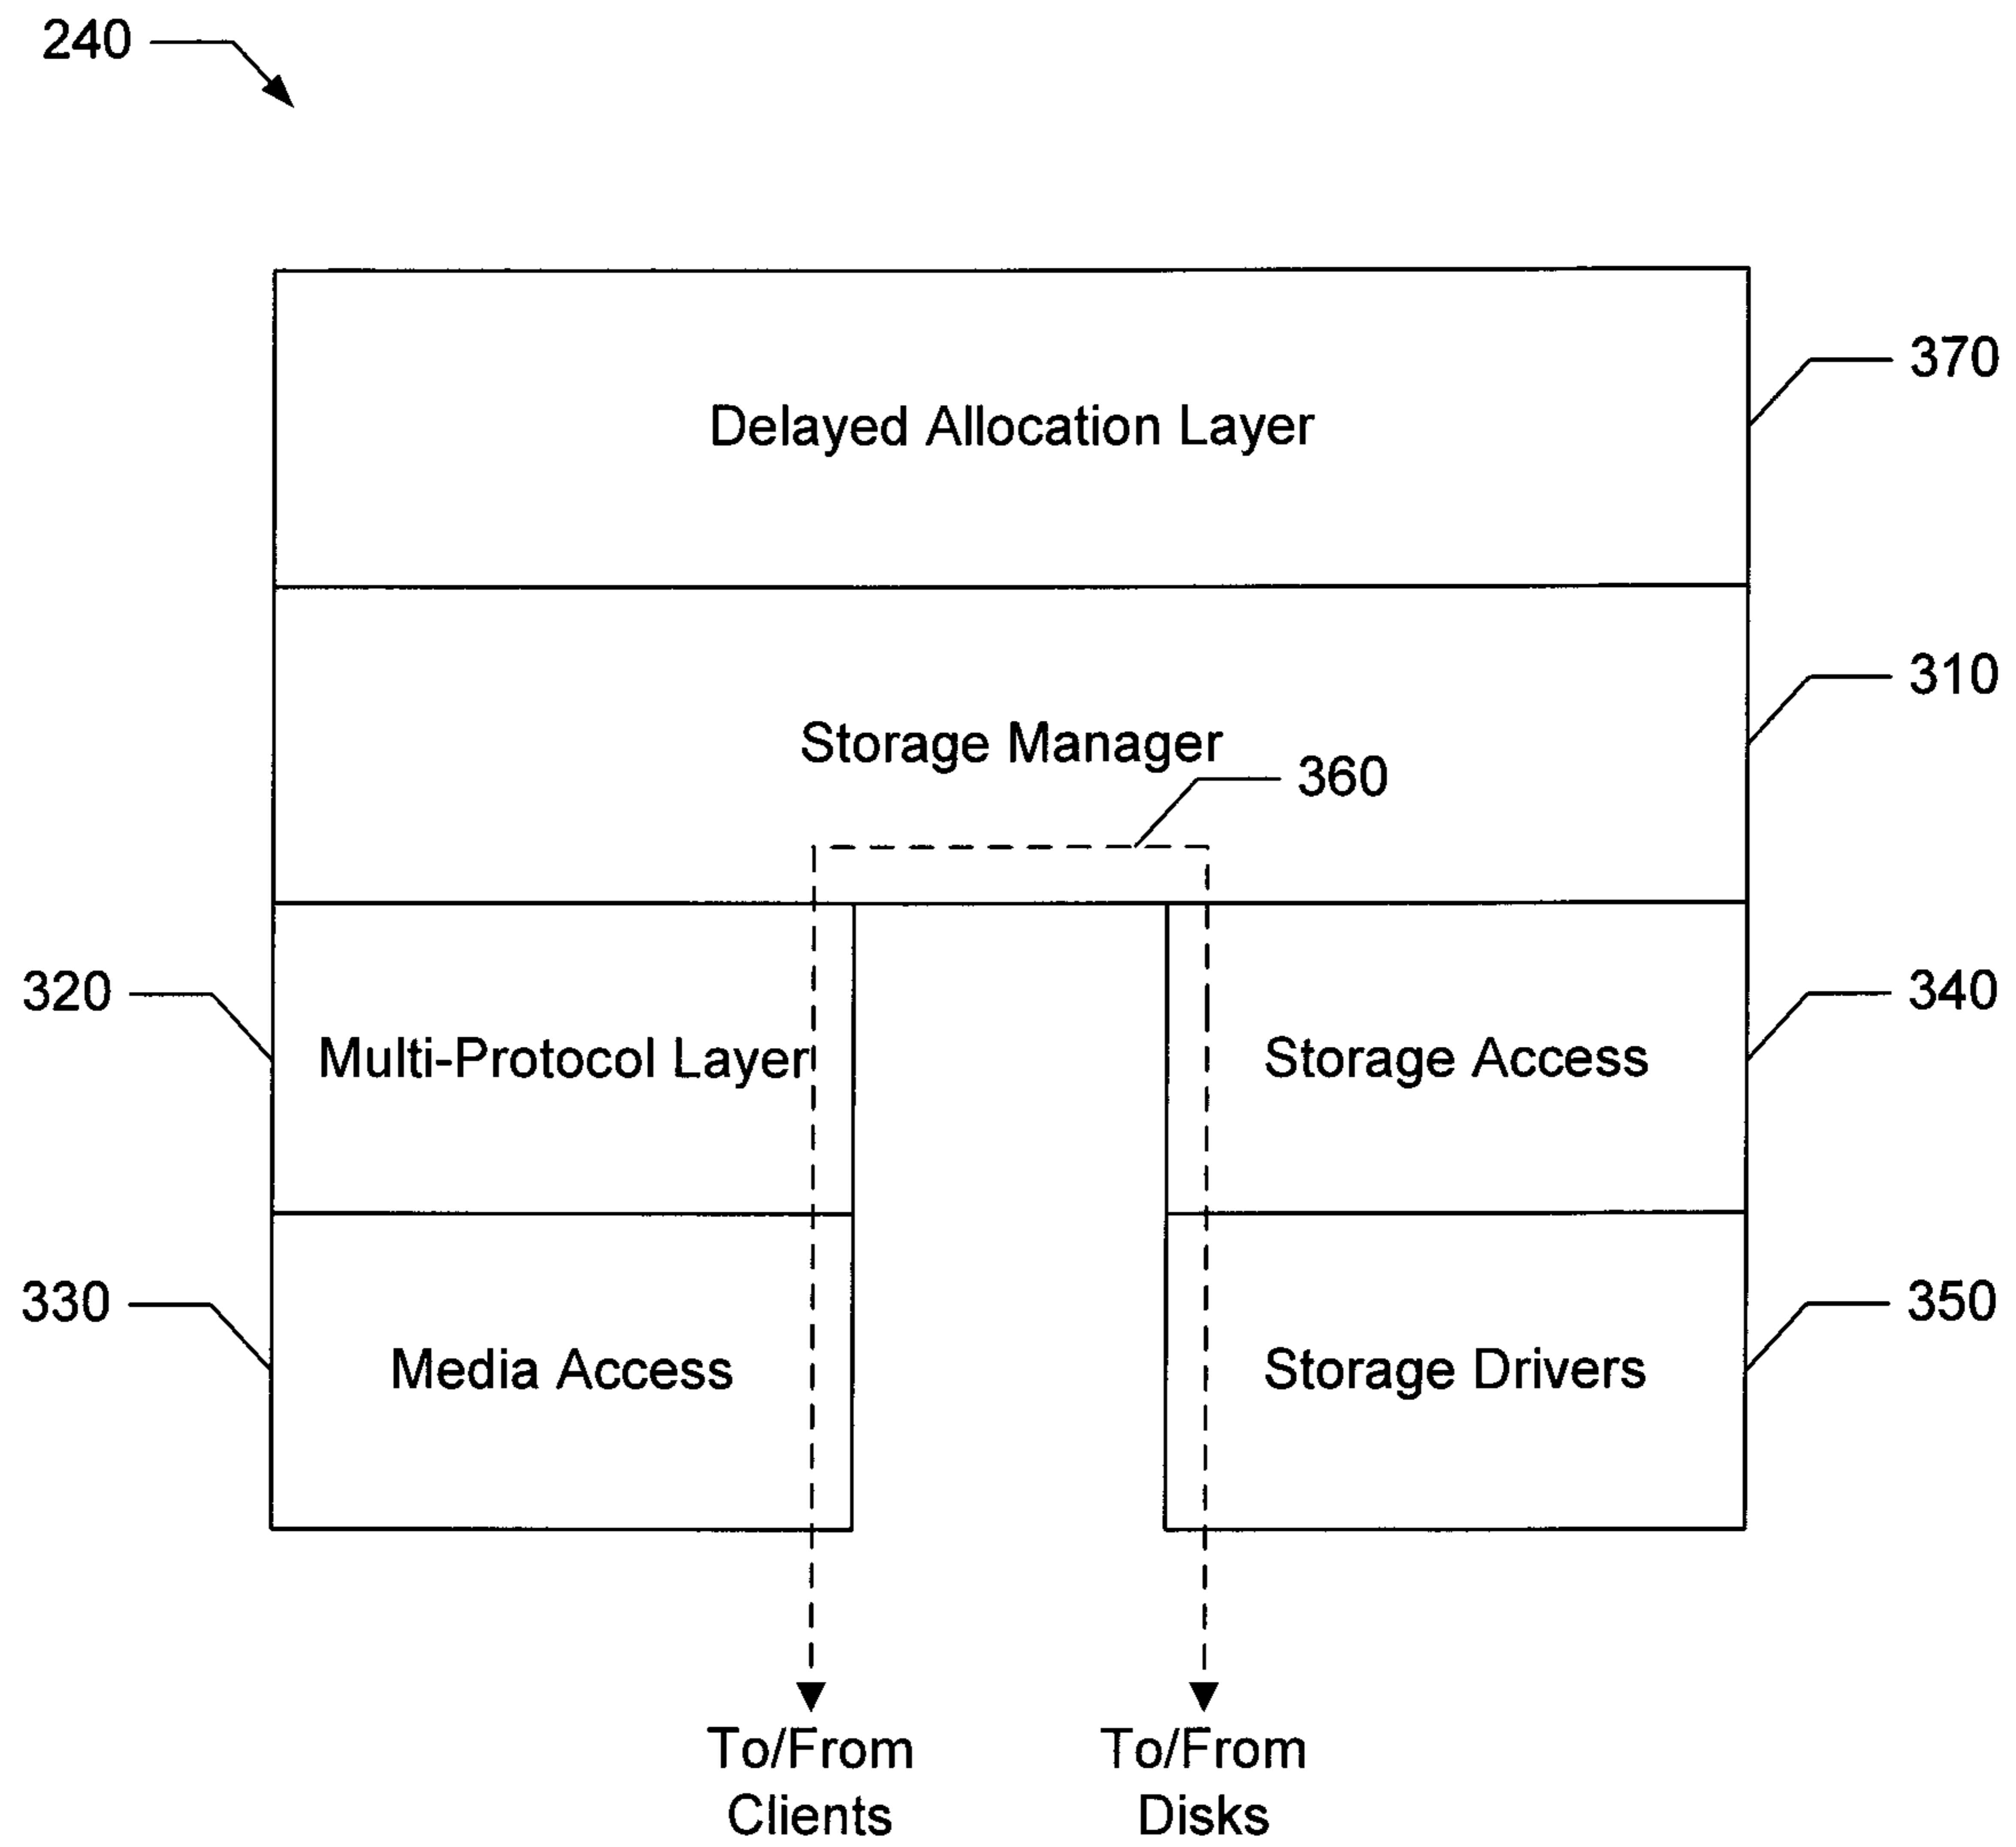 240
370
Delayed Allocation Layer
310
Storage Manager
360
320
340
Multi-Protocol Layer
Storage Access
330
350
Media Access
Storage Drivers
To/From
Clients
To/From
Disks